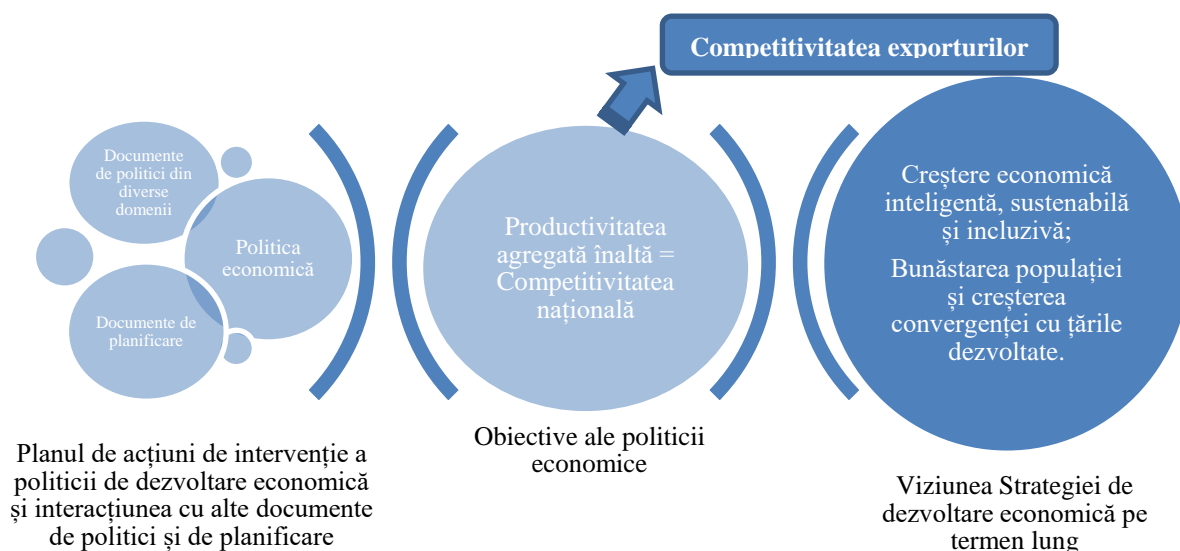 Competitivitatea exporturilor
Documente
de politici din
diverse
domenii
Politica
economică
Documente de
planificare
Planul de acțiuni de intervenție a
politicii de dezvoltare economică
și interacțiunea cu alte documente
de politici și de planificare
Productivitatea
agregată înaltă =
Competitivitatea
națională
Obiective ale politicii
economice
Creștere economică
inteligentă, sustenabilă
și incluzivă;
Bunăstarea populației
și creșterea
convergenței cu țările
dezvoltate.
Viziunea Strategiei de
dezvoltare economică pe
termen lung